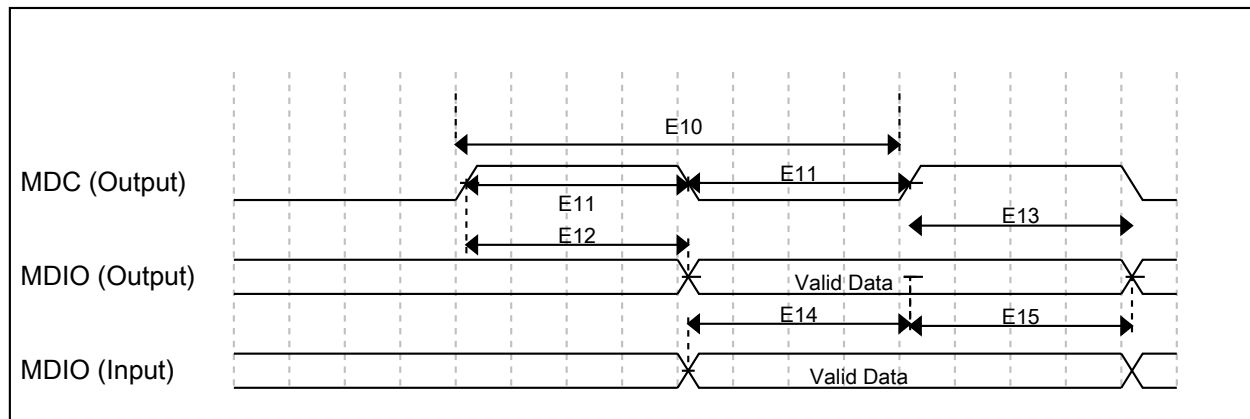 E10
MDC (Output)
E11
E11
E13
E12
MDIO (Output)
Valid Data
E14
E15
MDIO (Input)
Valid Data